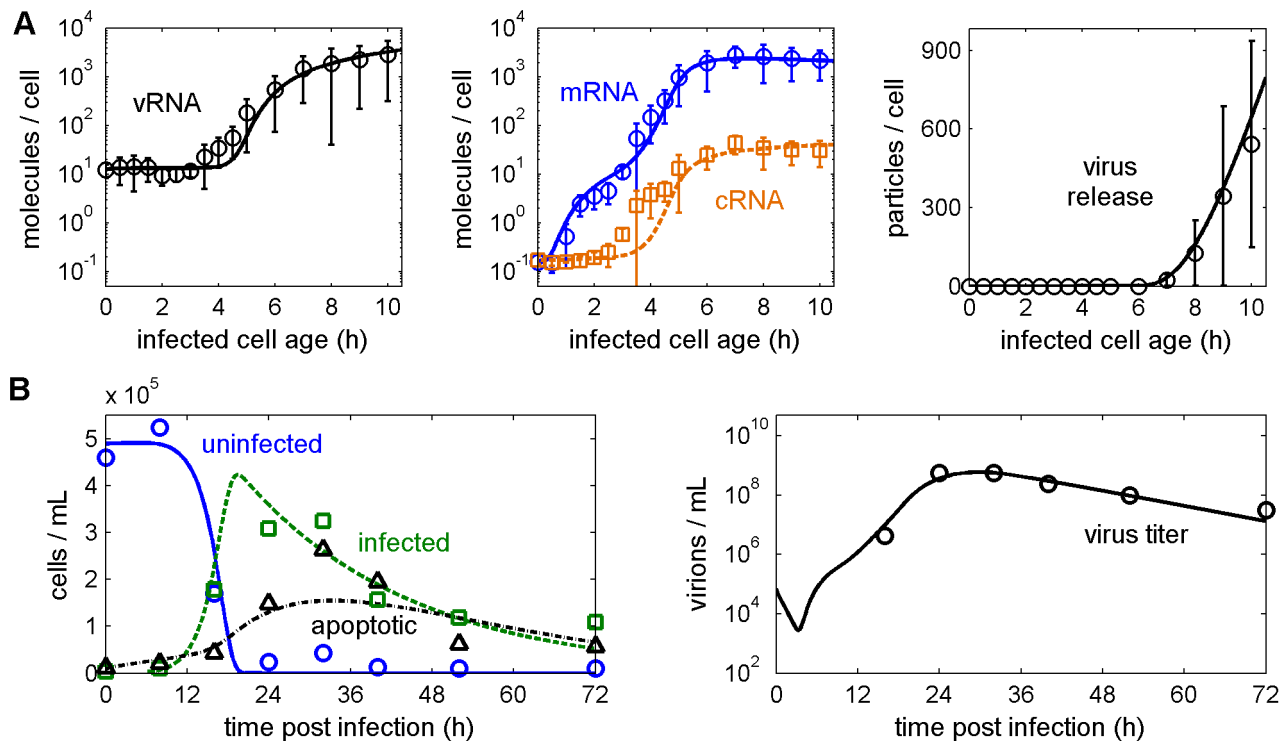 A
molecules / cell
10^4
10^3
10^2
10^1
10^0
10^-1
vRNA
0 2 4 6 8 10
infected cell age (h)
molecules / cell
10^4
10^3
10^2
10^1
10^0
10^-1
mRNA
cRNA
0 2 4 6 8 10
infected cell age (h)
particles / cell
900
600
300
0
virus
release
0 2 4 6 8 10
infected cell age (h)
B
x 10^5
cells / mL
5
4
3
2
1
0
uninfected
infected
apoptotic
0 12 24 36 48 60 72
time post infection (h)
virions / mL
10^10
10^8
10^6
10^4
10^2
virus titer
0 12 24 36 48 60 72
time post infection (h)